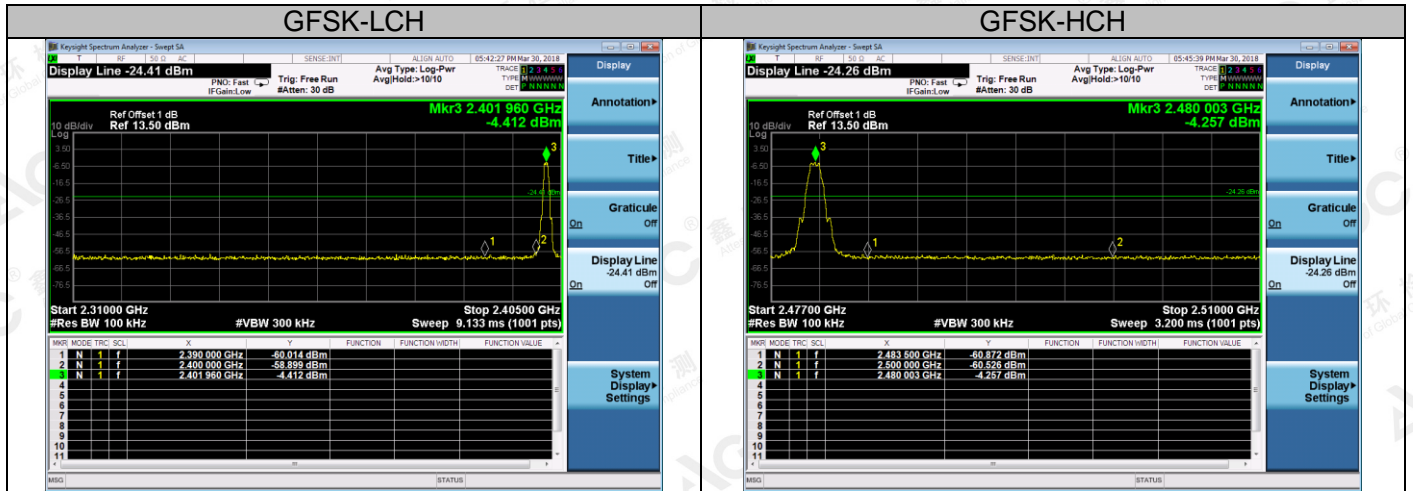 GFSK-LCH
GFSK-HCH
Keysight Spectrum Analyzer - Swept SA
T RF 50 Ω AC SENSE:INT ALIGN AUTO 05:42:27 PM Mar 30, 2018
Display Line -24.41 dBm
PNO: Fast
IFGain:Low
Trig: Free Run
#Atten: 30 dB
Avg Type: Log-Pwr
Avg|Hold:>10/10
TRACE 1 2 3 4 5 6
TYPE M WWWWW
DET P N N N N N
Ref Offset 1 dB
Ref 13.50 dBm
Mkr3 2.401 960 GHz
-4.412 dBm
10 dB/div
Log
3.50
-6.50
-16.5
-26.5
-36.5
-46.5
-56.5
-66.5
-76.5
-24.41 dBm
1
2
3
Start 2.31000 GHz
Stop 2.40500 GHz
#Res BW 100 kHz
#VBW 300 kHz
Sweep 9.133 ms (1001 pts)
MKR MODE TRC SCL X Y FUNCTION FUNCTION WIDTH FUNCTION VALUE
1 N 1 f 2.390 000 GHz -60.014 dBm
2 N 1 f 2.400 000 GHz -58.899 dBm
3 N 1 f 2.401 960 GHz -4.412 dBm
4
5
6
7
8
9
10
11
MSG
STATUS
Display
Annotation
Title
Graticule
On Off
Display Line
-24.41 dBm
On Off
System
Display
Settings
Keysight Spectrum Analyzer - Swept SA
T RF 50 Ω AC SENSE:INT ALIGN AUTO 05:45:39 PM Mar 30, 2018
Display Line -24.26 dBm
PNO: Fast
IFGain:Low
Trig: Free Run
#Atten: 30 dB
Avg Type: Log-Pwr
Avg|Hold:>10/10
TRACE 1 2 3 4 5 6
TYPE M WWWWW
DET P N N N N N
Ref Offset 1 dB
Ref 13.50 dBm
Mkr3 2.480 003 GHz
-4.257 dBm
10 dB/div
Log
3.50
-6.50
-16.5
-26.5
-36.5
-46.5
-56.5
-66.5
-76.5
-24.26 dBm
3
1
2
Start 2.47700 GHz
Stop 2.51000 GHz
#Res BW 100 kHz
#VBW 300 kHz
Sweep 3.200 ms (1001 pts)
MKR MODE TRC SCL X Y FUNCTION FUNCTION WIDTH FUNCTION VALUE
1 N 1 f 2.483 500 GHz -60.872 dBm
2 N 1 f 2.500 000 GHz -60.526 dBm
3 N 1 f 2.480 003 GHz -4.257 dBm
4
5
6
7
8
9
10
11
MSG
STATUS
Display
Annotation
Title
Graticule
On Off
Display Line
-24.26 dBm
On Off
System
Display
Settings